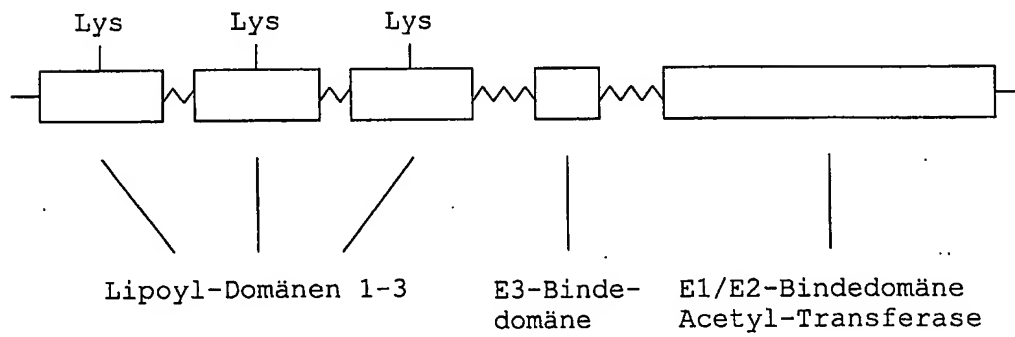 Lys Lys Lys
Lipoyl-Domänen 1-3
E3-Binde-
domäne
E1/E2-Bindedomäne
Acetyl-Transferase